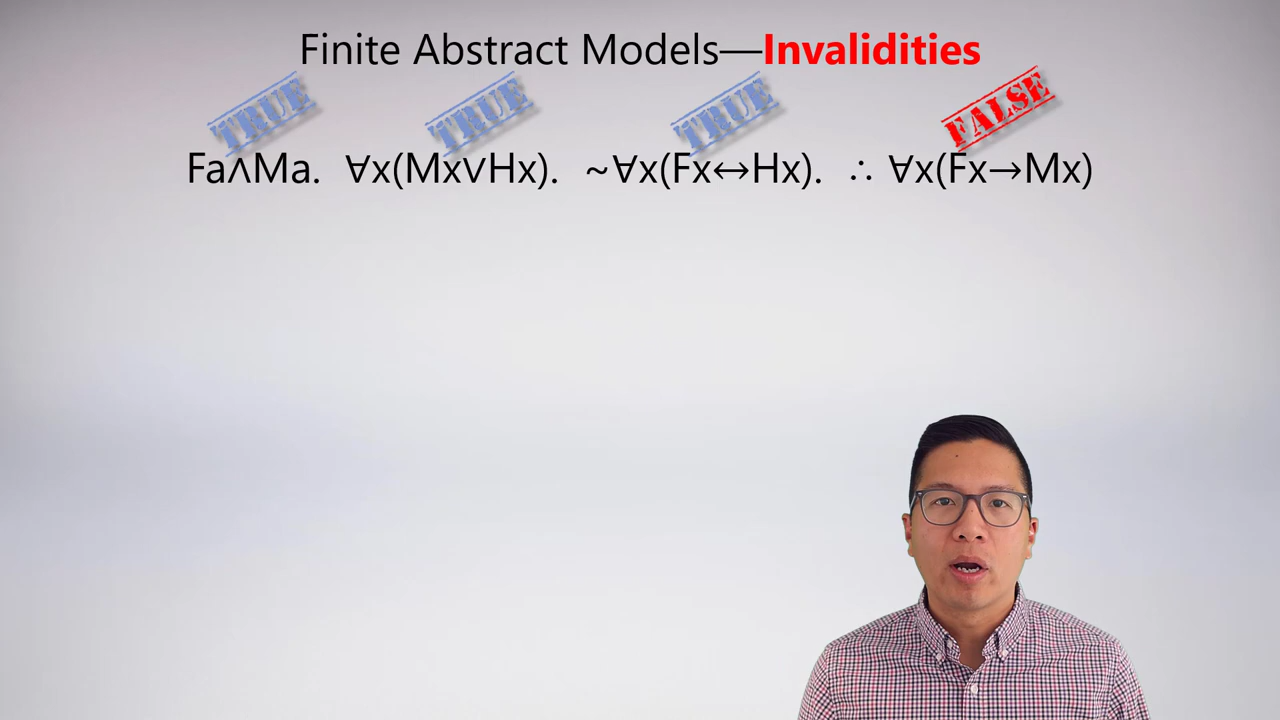 Finite Abstract Models—Invalidities
TRUE TRUE TRUE FALSE
Fa∧Ma. ∀x(Mx∨Hx). ~∀x(Fx↔Hx). ∴ ∀x(Fx→Mx)